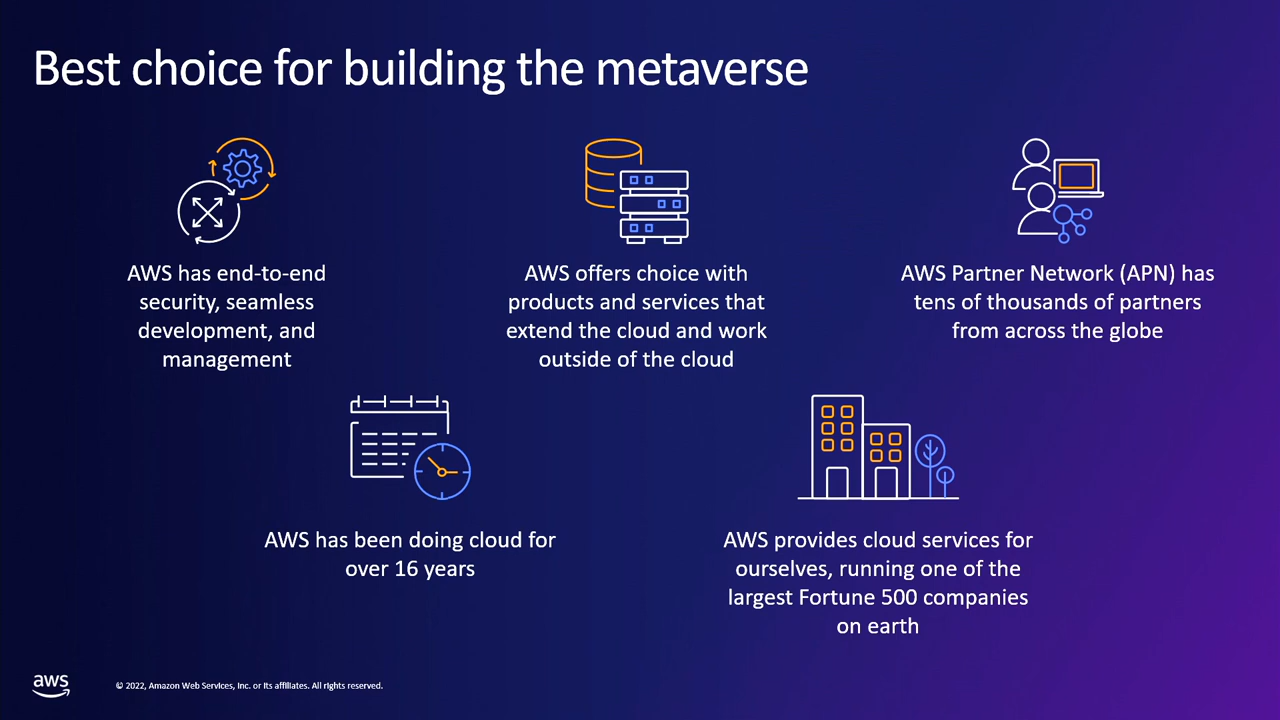 Best choice for building the metaverse
AWS has end-to-end
security, seamless
development, and
management
AWS offers choice with
products and services that
extend the cloud and work
outside of the cloud
AWS Partner Network (APN) has
tens of thousands of partners
from across the globe
AWS has been doing cloud for
over 16 years
AWS provides cloud services for
ourselves, running one of the
largest Fortune 500 companies
on earth
aws
© 2022, Amazon Web Services, Inc. or its affiliates. All rights reserved.